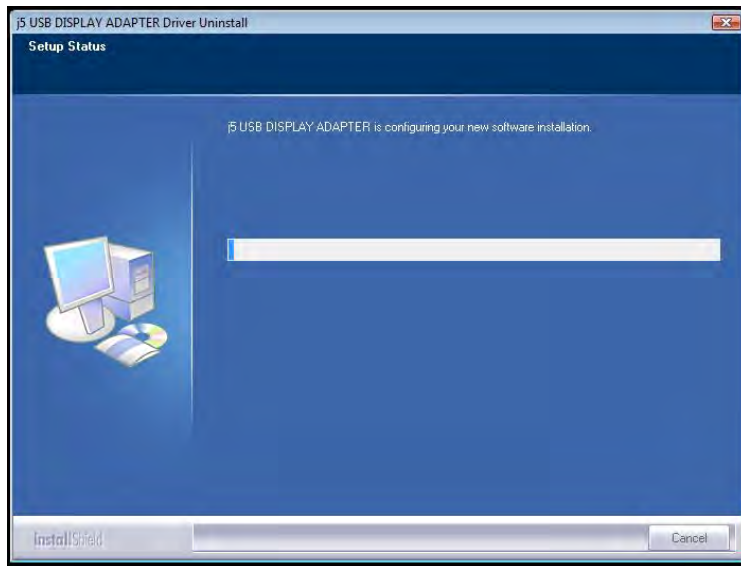 j5 USB DISPLAY ADAPTER Driver Uninstall
Setup Status
j5 USB DISPLAY ADAPTER is configuring your new software installation.
InstallShield
Cancel